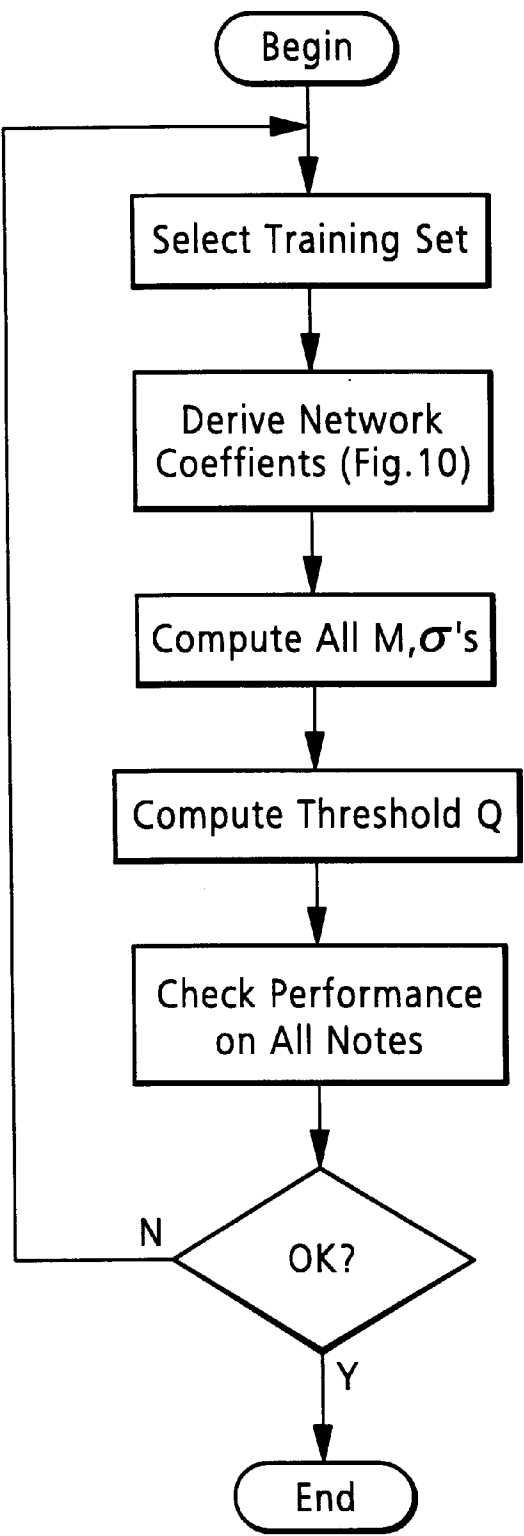 Begin
Select Training Set
Derive Network
Coeffients (Fig.10)
Compute All M,σ's
Compute Threshold Q
Check Performance
on All Notes
N
OK?
Y
End